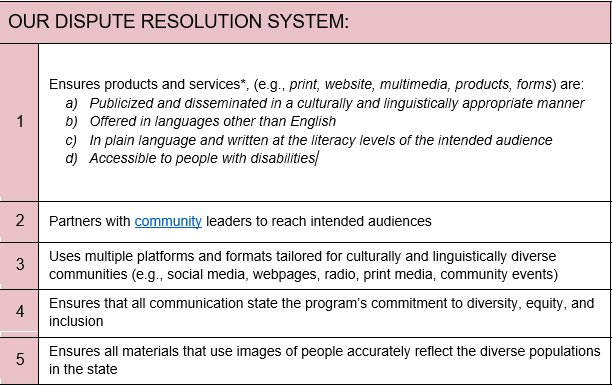 OUR DISPUTE RESOLUTION SYSTEM:
1
Ensures products and services*, (e.g., print, website, multimedia, products, forms) are:
a) Publicized and disseminated in a culturally and linguistically appropriate manner
b) Offered in languages other than English
c) In plain language and written at the literacy levels of the intended audience
d) Accessible to people with disabilities
2
Partners with community leaders to reach intended audiences
3
Uses multiple platforms and formats tailored for culturally and linguistically diverse
communities (e.g., social media, webpages, radio, print media, community events)
4
Ensures that all communication state the program’s commitment to diversity, equity, and
inclusion
5
Ensures all materials that use images of people accurately reflect the diverse populations
in the state